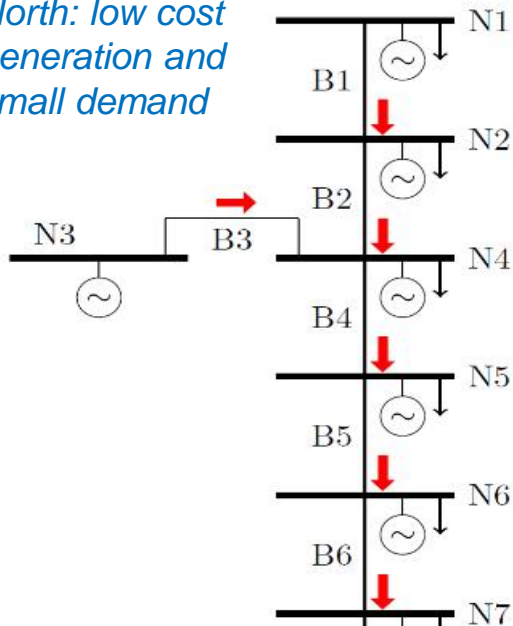 orth: low cost
eneration and
mall demand
N1
B1
N2
B2
N3
B3
N4
B4
N5
B5
N6
B6
N7